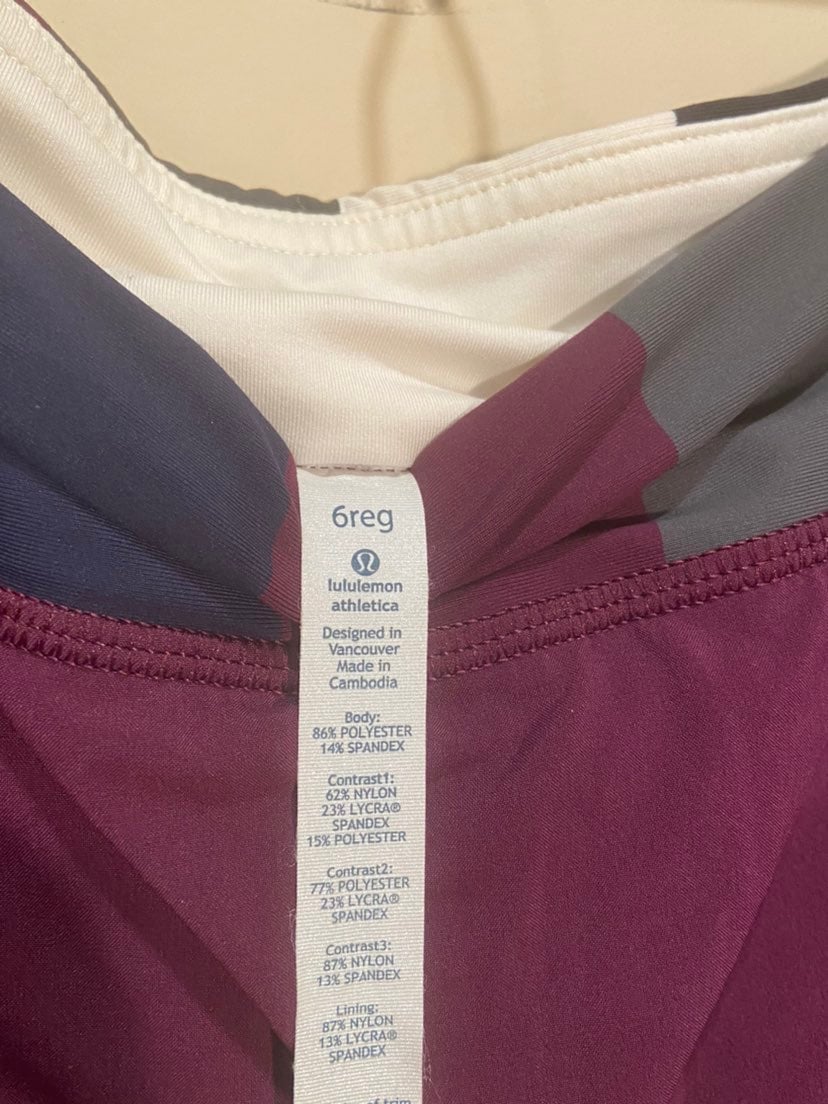 6reg
lululemon
athletica
Designed in
Vancouver
Made in
Cambodia
Body:
86% POLYESTER
14% SPANDEX
Contrast1:
62% NYLON
23% LYCRA®
SPANDEX
15% POLYESTER
Contrast2:
77% POLYESTER
23% LYCRA®
SPANDEX
Contrast3:
87% NYLON
13% SPANDEX
Lining:
87% NYLON
13% LYCRA®
SPANDEX
of trim